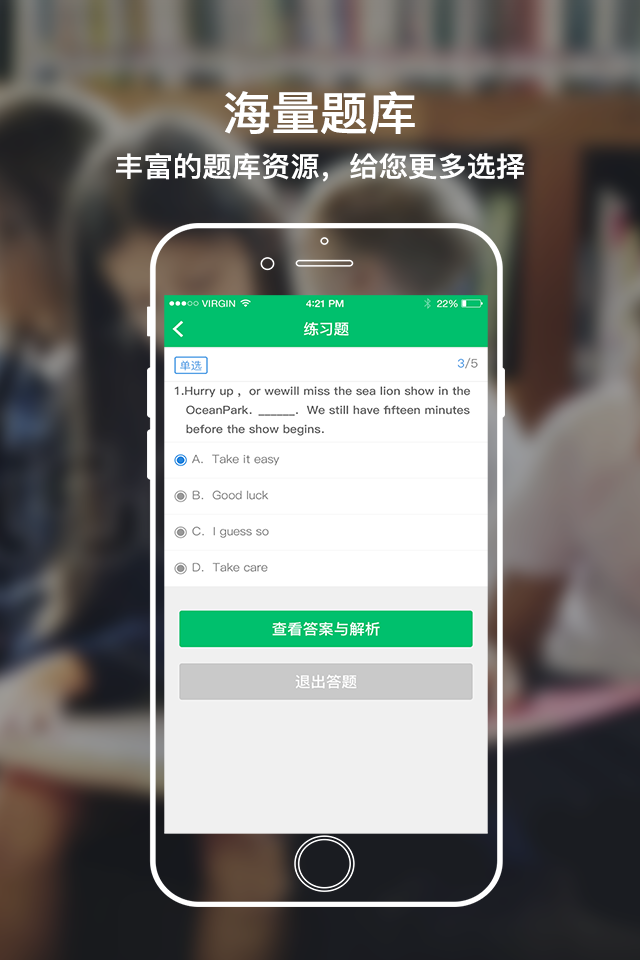 海量题库
丰富的题库资源，给您更多选择
VIRGIN 4:21 PM 22%
练习题
单选 3/5
1.Hurry up ，or wewill miss the sea lion show in the
OceanPark. ______. We still have fifteen minutes
before the show begins.
A. Take it easy
B. Good luck
C. I guess so
D. Take care
查看答案与解析
退出答题